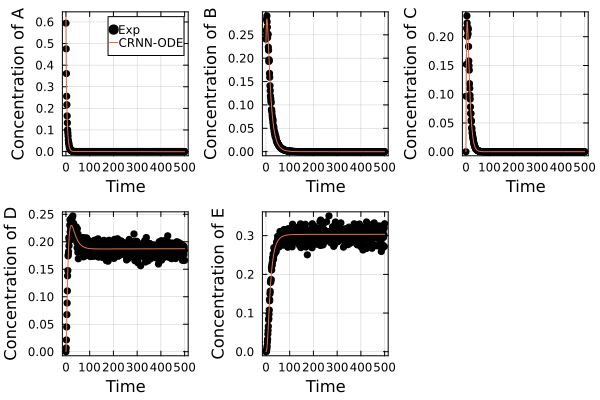 Concentration of A
0.6
0.5
0.4
0.3
0.2
0.1
0.0
Exp
CRNN-ODE
0 100 200 300 400 500
Time
Concentration of B
0.25
0.20
0.15
0.10
0.05
0.00
0 100 200 300 400 500
Time
Concentration of C
0.20
0.15
0.10
0.05
0.00
0 100 200 300 400 500
Time
Concentration of D
0.25
0.20
0.15
0.10
0.05
0.00
0 100 200 300 400 500
Time
Concentration of E
0.3
0.2
0.1
0.0
0 100 200 300 400 500
Time